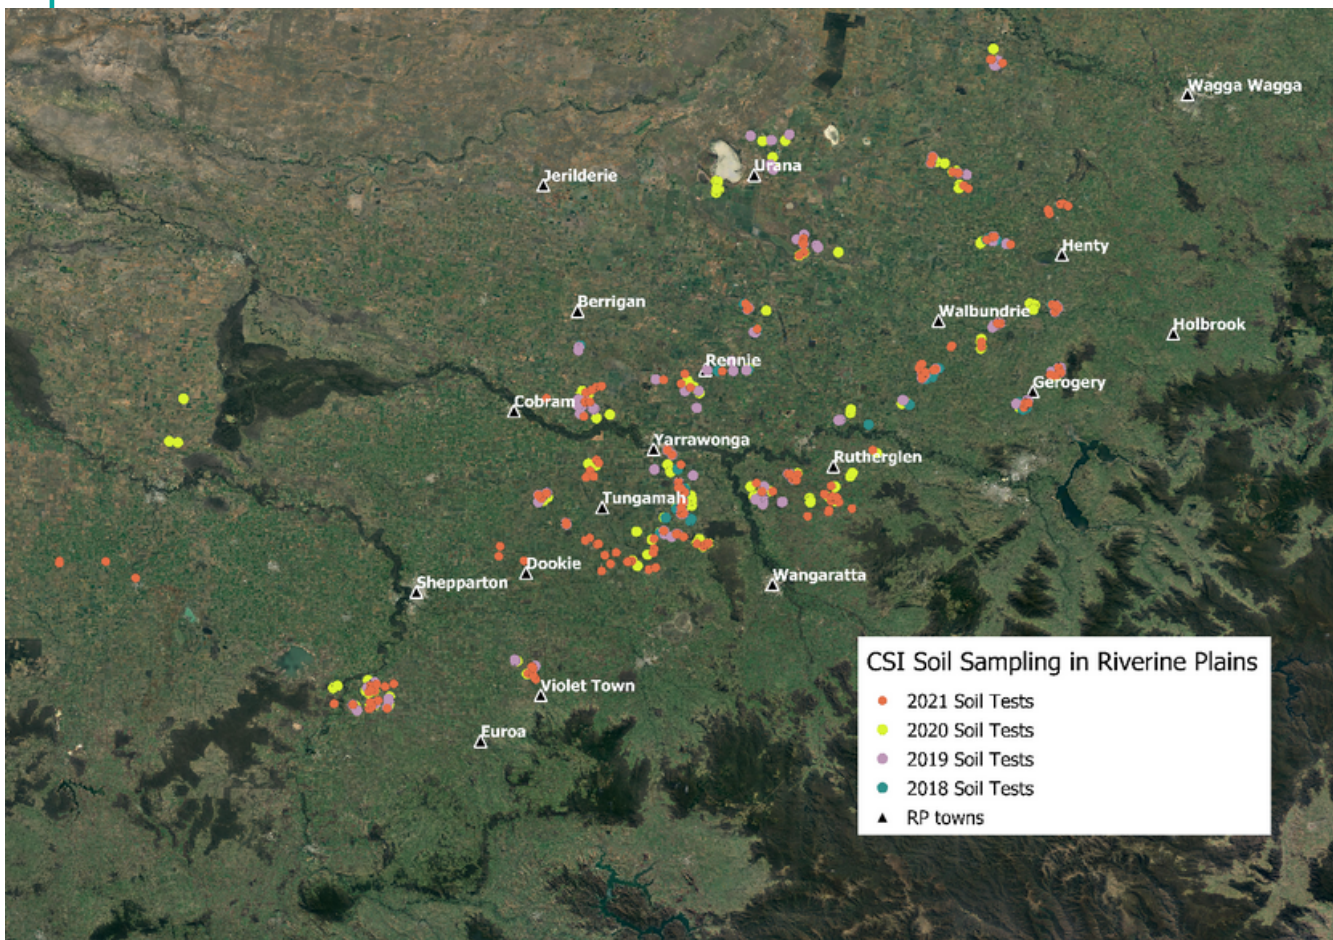 Wagga Wagga
Urana
Jerilderie
Henty
Berrigan
Walbundrie
Holbrook
Rennie
Gerogery
Cobram
Yarrawonga
Rutherglen
Tungamah
Dookie
Shepparton
Wangaratta
Violet Town
Euroa
CSI Soil Sampling in Riverine Plains
2021 Soil Tests
2020 Soil Tests
2019 Soil Tests
2018 Soil Tests
RP towns